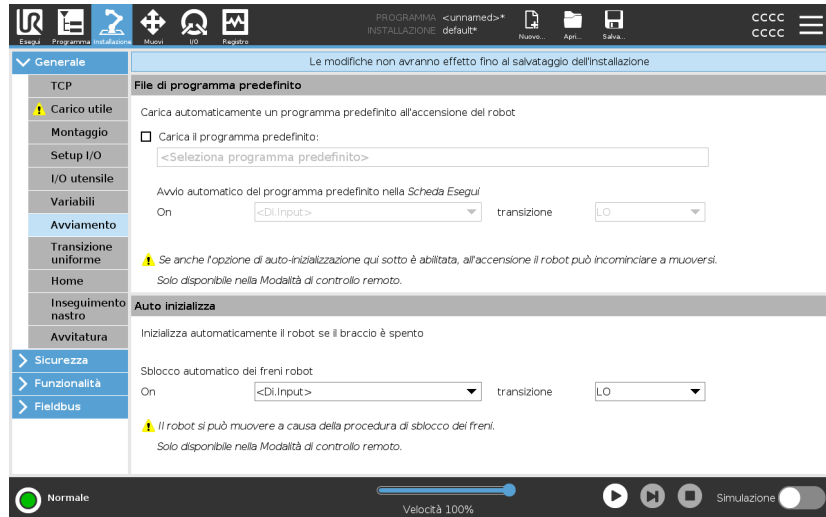 UR
PROGRAMMA <unnamed>*
INSTALLAZIONE default*
Esegui Programma Installazione Muovi I/O Registro Nuovo... Apri... Salva...
CCCC
CCCC
Generale
TCP
Carico utile
Montaggio
Setup I/O
I/O utensile
Variabili
Avviamento
Transizione
uniforme
Home
Inseguimento
nastro
Avvitatura
Sicurezza
Funzionalità
Fieldbus
Le modifiche non avranno effetto fino al salvataggio dell'installazione
File di programma predefinito
Carica automaticamente un programma predefinito all'accensione del robot
Carica il programma predefinito:
<Seleziona programma predefinito>
Avvio automatico del programma predefinito nella Scheda Esegui
On <Di.Input> transizione LO
Se anche l'opzione di auto-inizializzazione qui sotto è abilitata, all'accensione il robot può incominciare a muoversi.
Solo disponibile nella Modalità di controllo remoto.
Auto inizializza
Inizializza automaticamente il robot se il braccio è spento
Sblocco automatico dei freni robot
On <Di.Input> transizione LO
Il robot si può muovere a causa della procedura di sblocco dei freni.
Solo disponibile nella Modalità di controllo remoto.
Normale
Velocità 100%
Simulazione